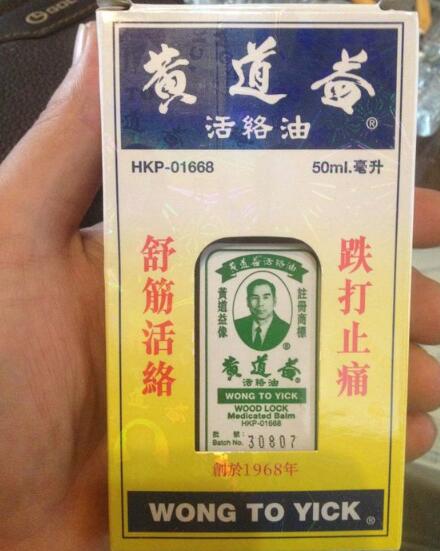 黃道益
活絡油®
HKP-01668
50ml.毫升
舒筋活絡
跌打止痛
黃道益活絡油
黃道益像
註冊商標
®
黃道益
活絡油
WONG TO YICK
WOOD LOCK
Medicated Balm
HKP-01668
批號:
Batch No. 30807
創於1968年
WONG TO YICK®